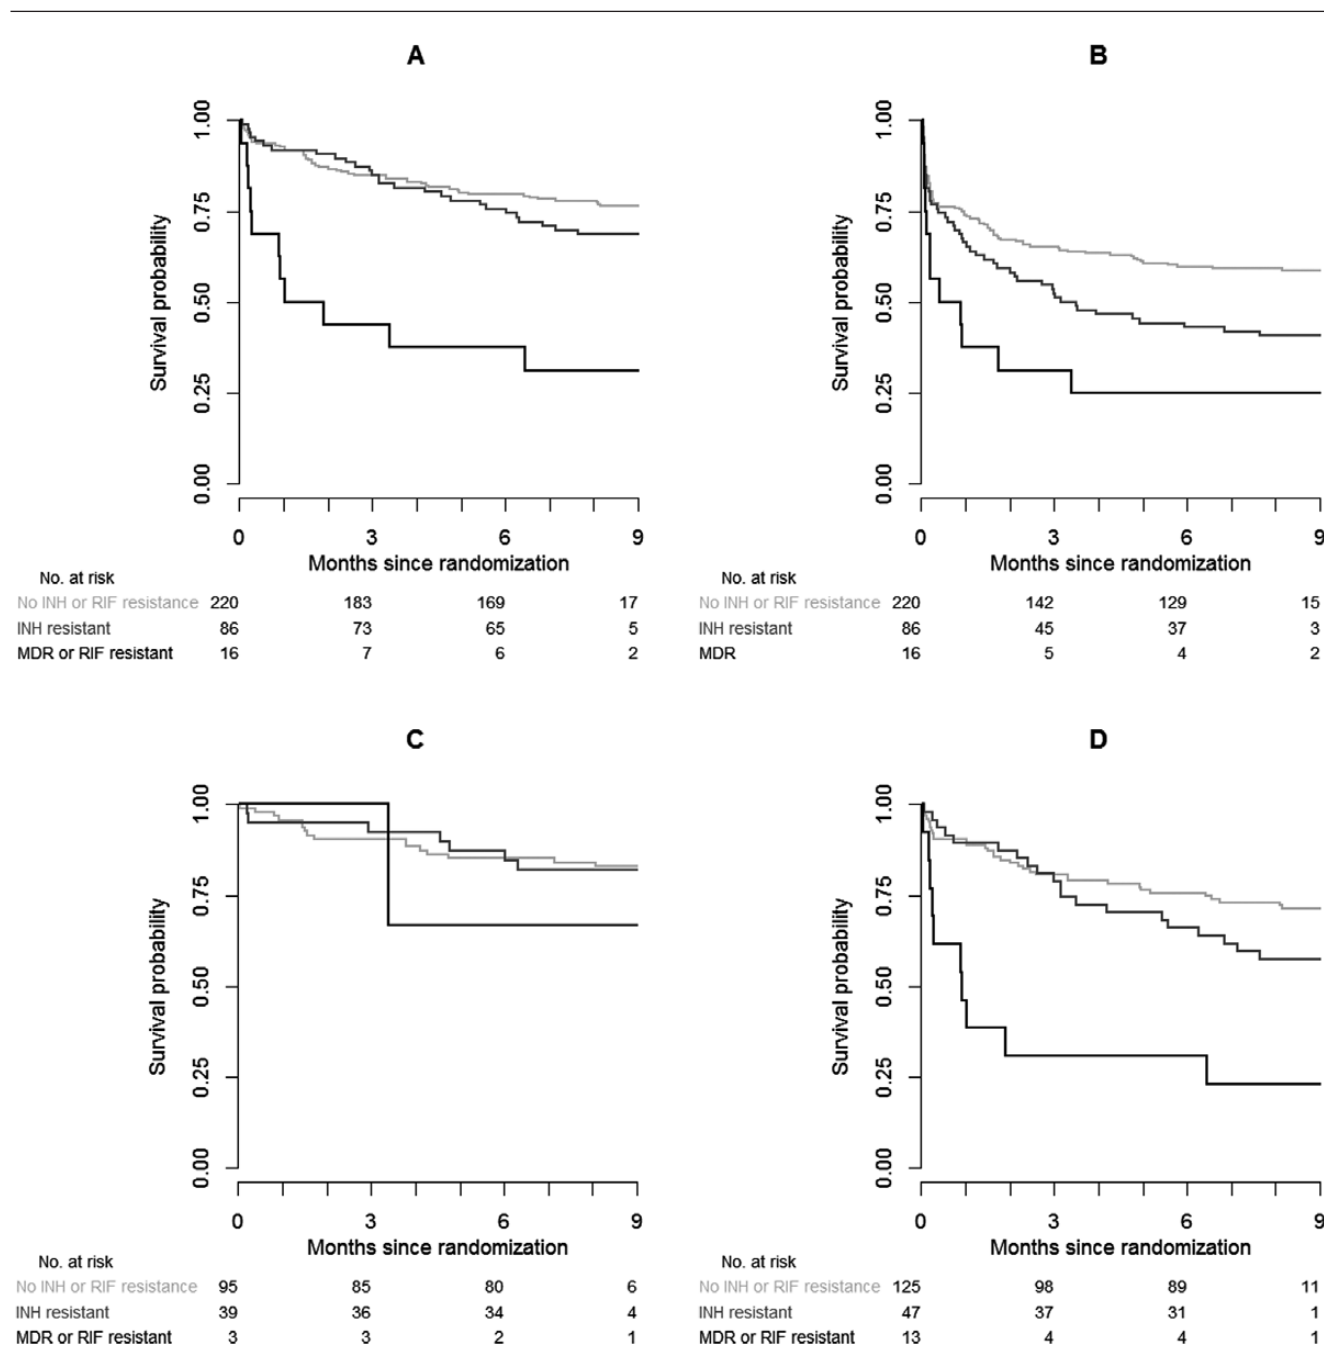 A
Survival probability
1.00
0.75
0.50
0.25
0.00
0 3 6 9
Months since randomization
No. at risk
No INH or RIF resistance 220 183 169 17
INH resistant 86 73 65 5
MDR or RIF resistant 16 7 6 2
B
Survival probability
1.00
0.75
0.50
0.25
0.00
0 3 6 9
Months since randomization
No. at risk
No INH or RIF resistance 220 142 129 15
INH resistant 86 45 37 3
MDR 16 5 4 2
C
Survival probability
1.00
0.75
0.50
0.25
0.00
0 3 6 9
Months since randomization
No. at risk
No INH or RIF resistance 95 85 80 6
INH resistant 39 36 34 4
MDR or RIF resistant 3 3 2 1
D
Survival probability
1.00
0.75
0.50
0.25
0.00
0 3 6 9
Months since randomization
No. at risk
No INH or RIF resistance 125 98 89 11
INH resistant 47 37 31 1
MDR or RIF resistant 13 4 4 1